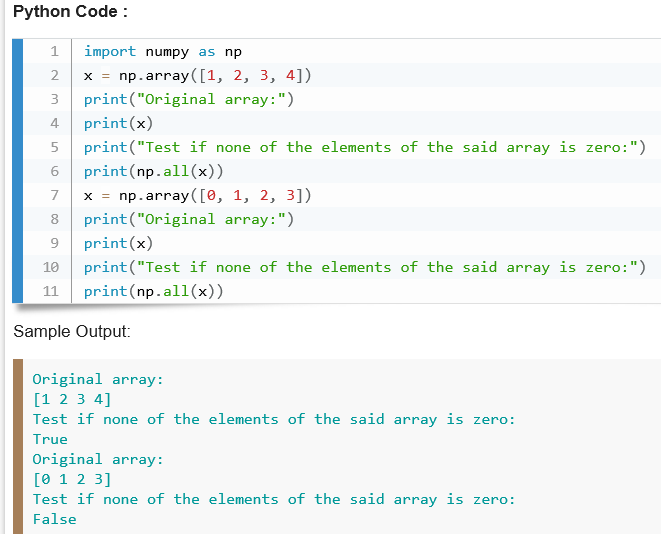 Python Code :
1 import numpy as np
2 x = np.array([1, 2, 3, 4])
3 print("Original array:")
4 print(x)
5 print("Test if none of the elements of the said array is zero:")
6 print(np.all(x))
7 x = np.array([0, 1, 2, 3])
8 print("Original array:")
9 print(x)
10 print("Test if none of the elements of the said array is zero:")
11 print(np.all(x))
Sample Output:
Original array:
[1 2 3 4]
Test if none of the elements of the said array is zero:
True
Original array:
[0 1 2 3]
Test if none of the elements of the said array is zero:
False